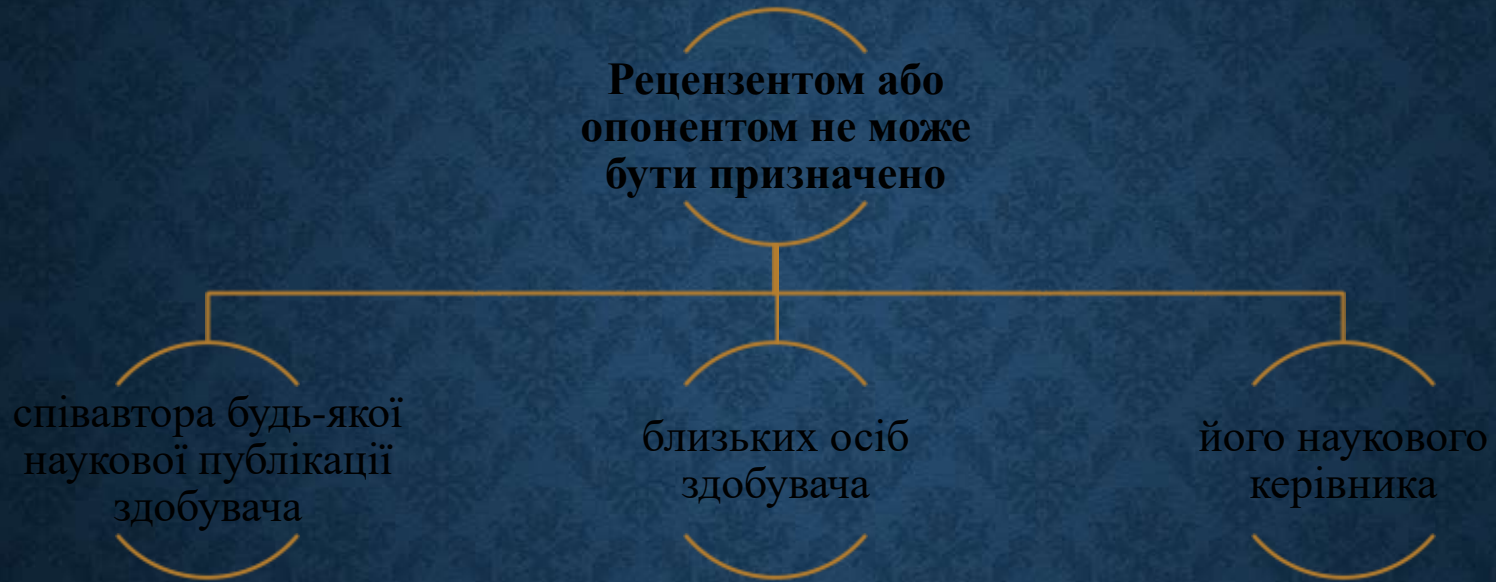 Рецензентом або
опонентом не може
бути призначено
співавтора будь-якої
наукової публікації
здобувача
близьких осіб
здобувача
його наукового
керівника